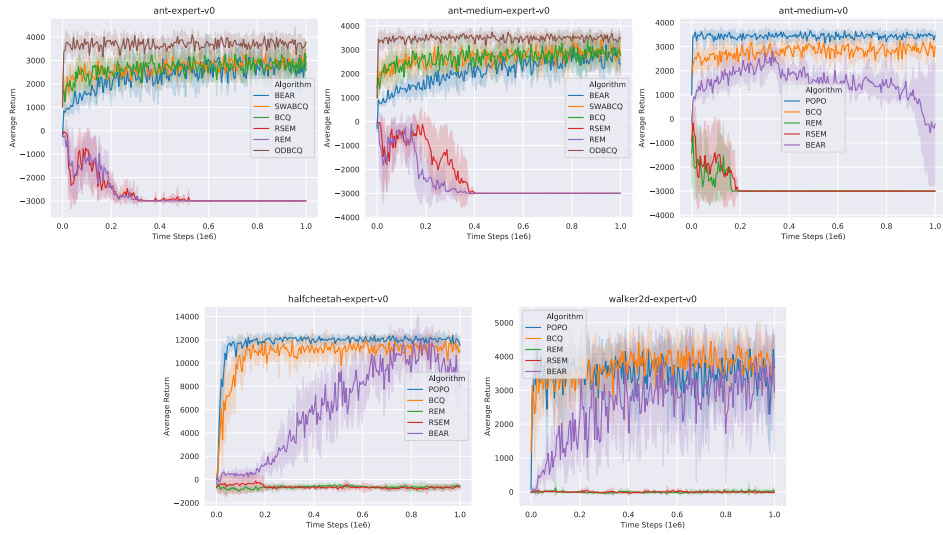 ant-expert-v0
4000
3000
2000
1000
0
−1000
−2000
−3000
Average Return
0.0 0.2 0.4 0.6 0.8 1.0
Time Steps (1e6)
Algorithm
BEAR
SWABCQ
BCQ
RSEM
REM
ODBCQ
ant-medium-expert-v0
4000
3000
2000
1000
0
−1000
−2000
−3000
−4000
Average Return
0.0 0.2 0.4 0.6 0.8 1.0
Time Steps (1e6)
Algorithm
BEAR
SWABCQ
BCQ
RSEM
REM
ODBCQ
ant-medium-v0
4000
3000
2000
1000
0
−1000
−2000
−3000
−4000
Average Return
0.0 0.2 0.4 0.6 0.8 1.0
Time Steps (1e6)
Algorithm
POPO
BCQ
REM
RSEM
BEAR
halfcheetah-expert-v0
14000
12000
10000
8000
6000
4000
2000
0
−2000
Average Return
0.0 0.2 0.4 0.6 0.8 1.0
Time Steps (1e6)
Algorithm
POPO
BCQ
REM
RSEM
BEAR
walker2d-expert-v0
5000
4000
3000
2000
1000
0
Average Return
0.0 0.2 0.4 0.6 0.8 1.0
Time Steps (1e6)
Algorithm
POPO
BCQ
REM
RSEM
BEAR